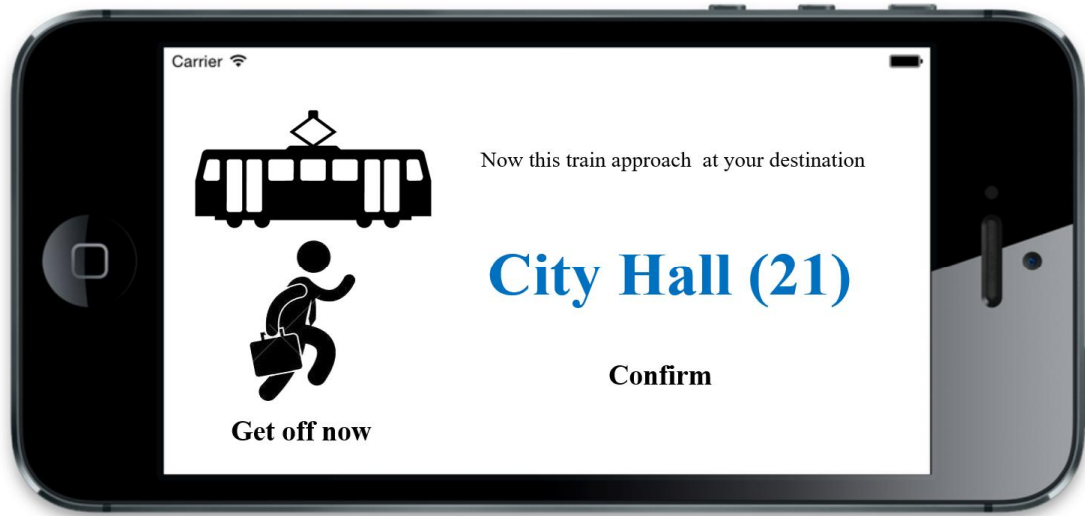 Carrier
Now this train approach at your destination
City Hall (21)
Confirm
Get off now